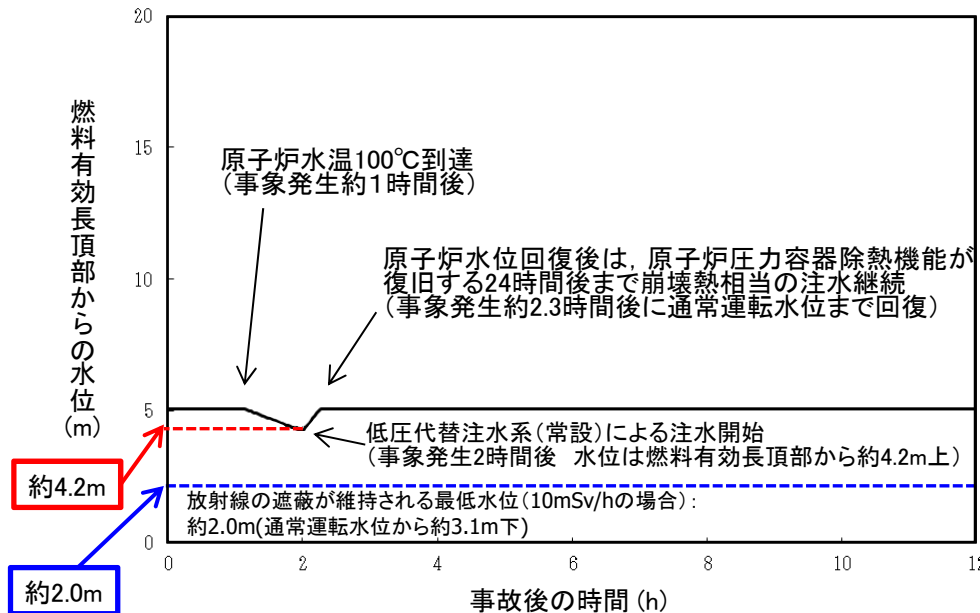 20
15
10
5
0
燃料有効長頂部からの水位(m)
原子炉水温100℃到達
(事象発生約1時間後)
原子炉水位回復後は,原子炉圧力容器除熱機能が
復旧する24時間後まで崩壊熱相当の注水継続
(事象発生約2.3時間後に通常運転水位まで回復)
低圧代替注水系(常設)による注水開始
(事象発生2時間後 水位は燃料有効長頂部から約4.2m上)
約4.2m
放射線の遮蔽が維持される最低水位(10mSv/hの場合):
約2.0m(通常運転水位から約3.1m下)
約2.0m
0 2 4 6 8 10 12
事故後の時間(h)